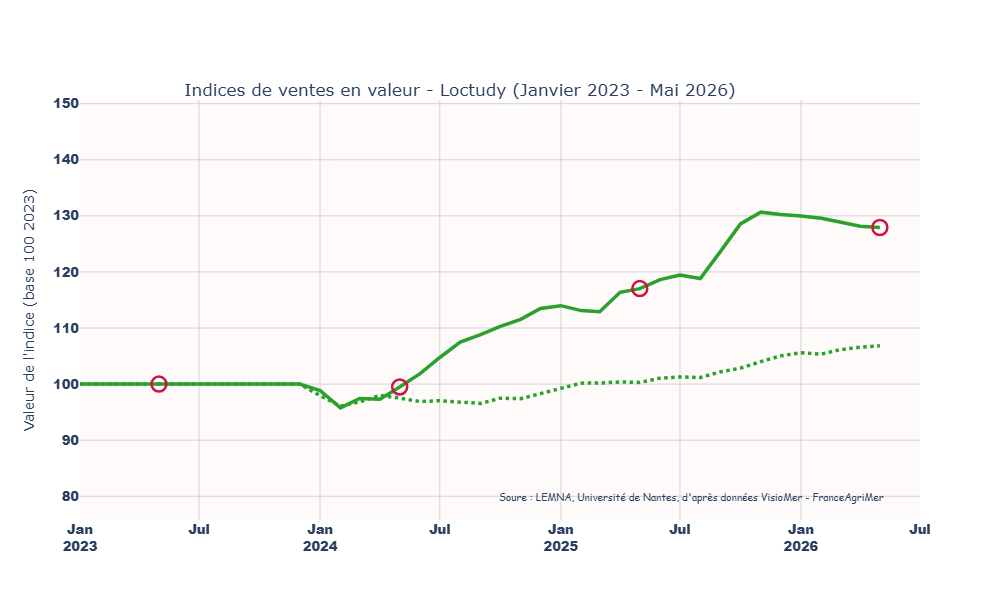 Indices de ventes en valeur - Loctudy (Janvier 2023 - Mai 2026)
Valeur de l'indice (base 100 2023)
150
140
130
120
110
100
90
80
Soure : LEMNA, Université de Nantes, d'après données VisioMer - FranceAgriMer
Jan Jul Jan Jul Jan Jul Jan Jul
2023 2024 2025 2026